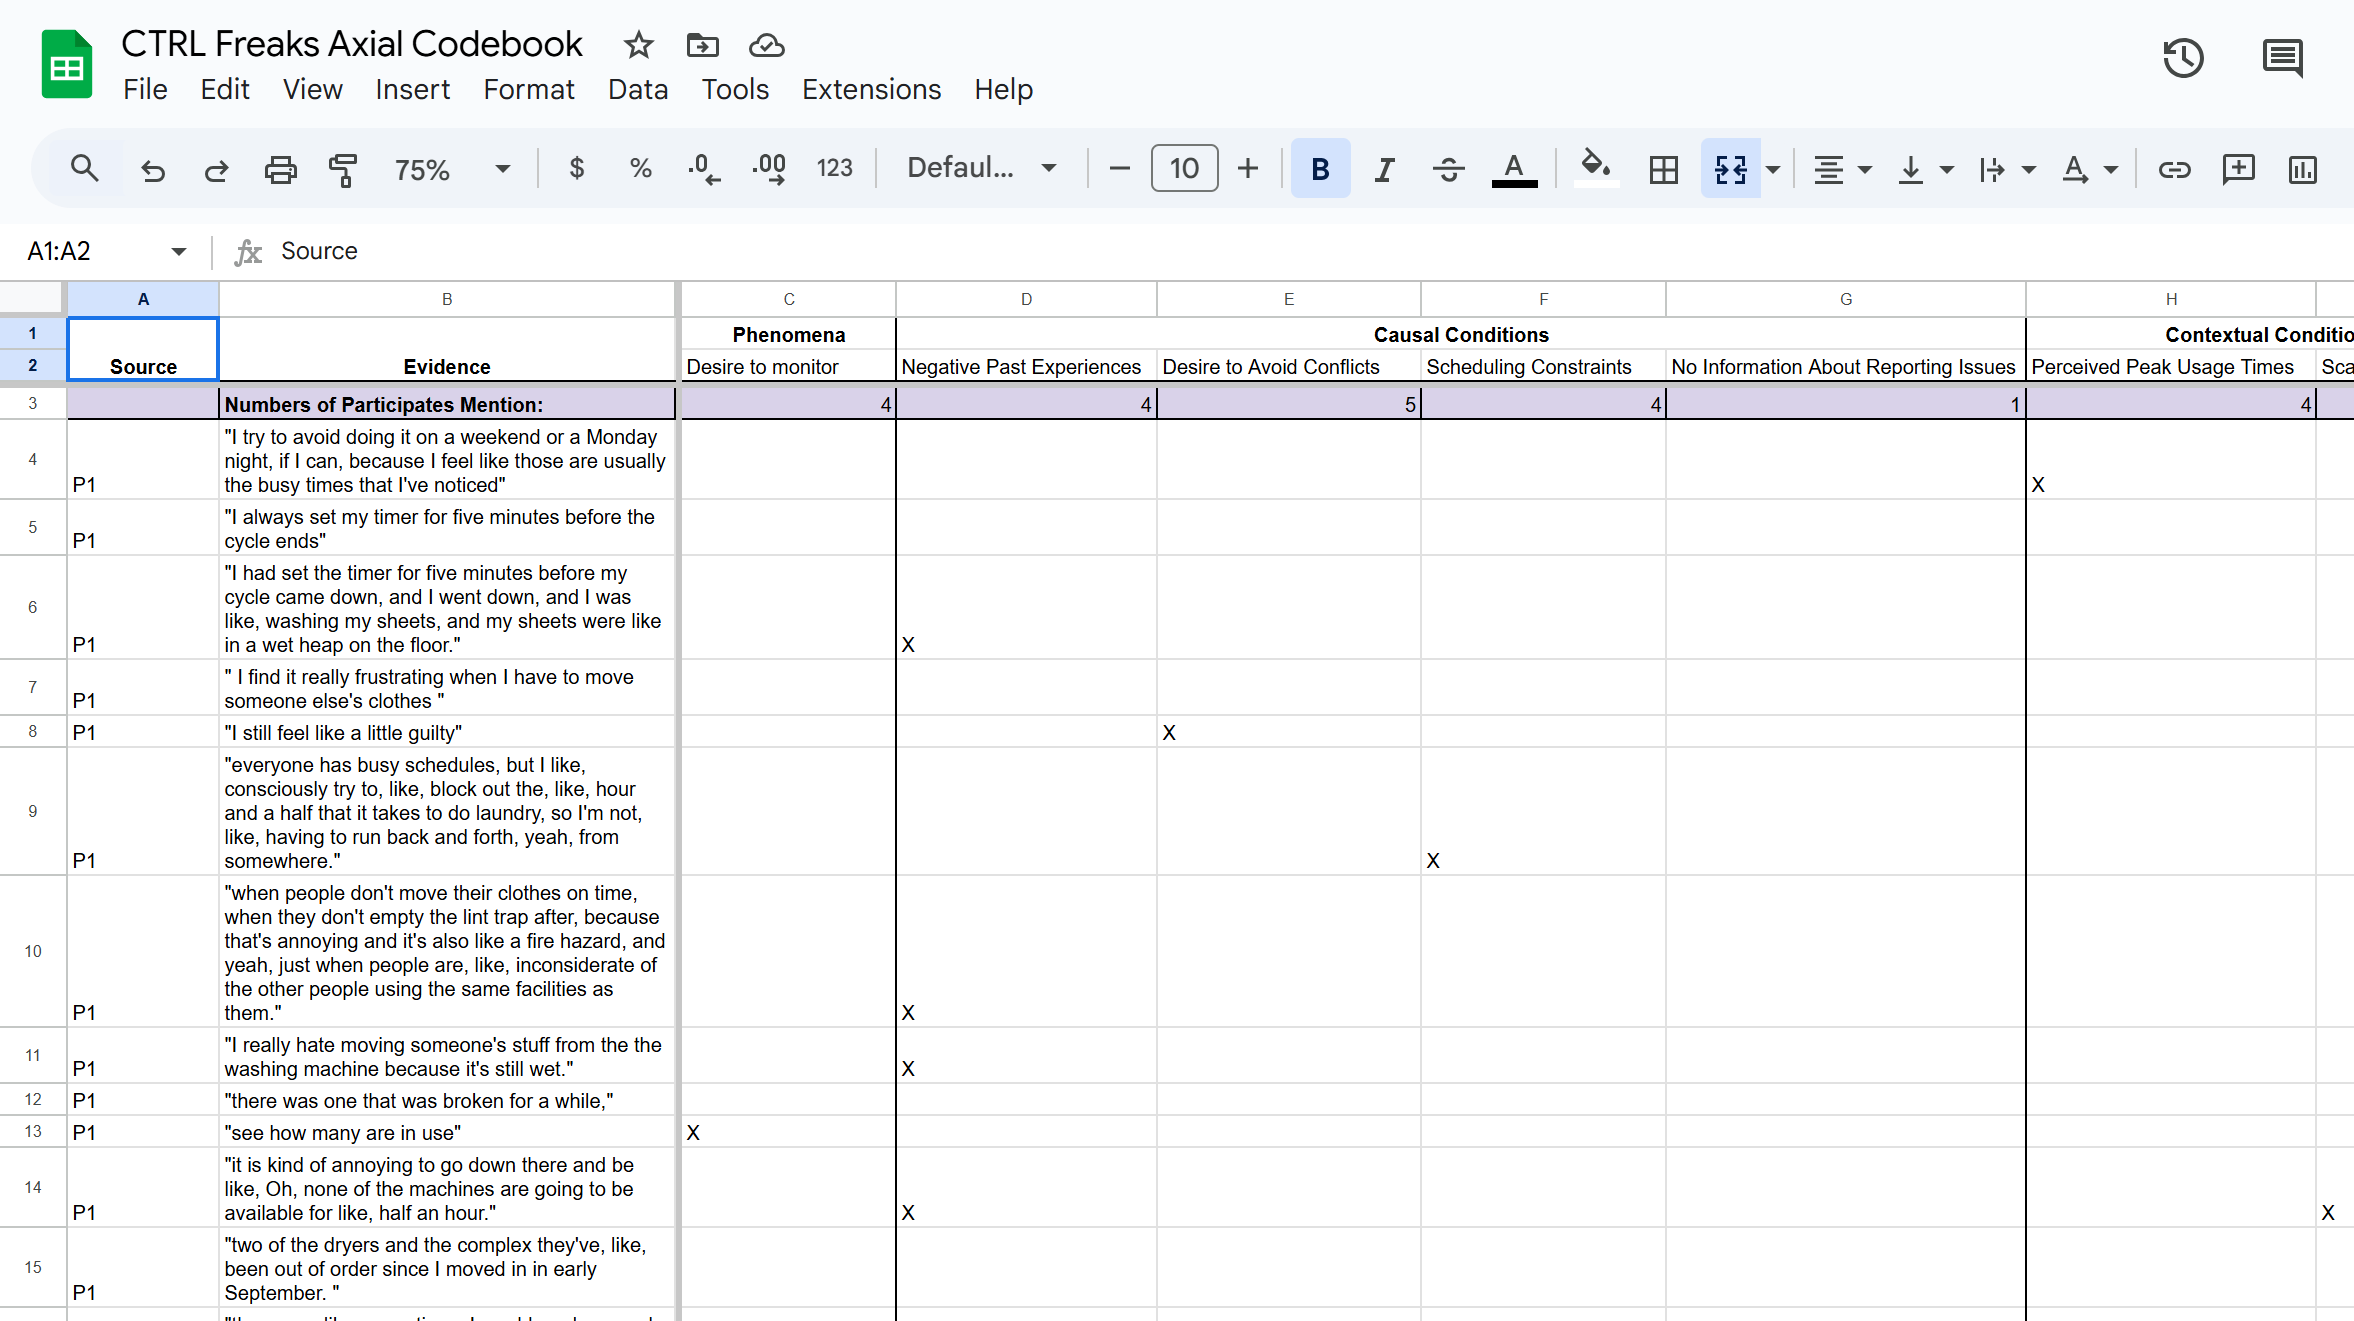 CTRL Freaks Axial Codebook
File Edit View Insert Format Data Tools Extensions Help
75% $ % .0 .00 123 Defaul... 10 B I A A
A1:A2 fx Source
A B C D E F G H
1 Phenomena Causal Conditions Contextual Conditio
2 Source Evidence Desire to monitor Negative Past Experiences Desire to Avoid Conflicts Scheduling Constraints No Information About Reporting Issues Perceived Peak Usage Times Sca
3 Numbers of Participates Mention: 4 4 5 4 1 4
"I try to avoid doing it on a weekend or a Monday
4 night, if I can, because I feel like those are usually
P1 the busy times that I've noticed" X
5 "I always set my timer for five minutes before the
P1 cycle ends"
"I had set the timer for five minutes before my
6 cycle came down, and I went down, and I was
like, washing my sheets, and my sheets were like
P1 in a wet heap on the floor." X
7 " I find it really frustrating when I have to move
P1 someone else's clothes "
8 P1 "I still feel like a little guilty" X
"everyone has busy schedules, but I like,
consciously try to, like, block out the, like, hour
9 and a half that it takes to do laundry, so I'm not,
like, having to run back and forth, yeah, from
P1 somewhere." X
"when people don't move their clothes on time,
when they don't empty the lint trap after, because
10 that's annoying and it's also like a fire hazard, and
yeah, just when people are, like, inconsiderate of
the other people using the same facilities as
P1 them." X
11 "I really hate moving someone's stuff from the the
P1 washing machine because it's still wet." X
12 P1 "there was one that was broken for a while,"
13 P1 "see how many are in use" X
"it is kind of annoying to go down there and be
14 like, Oh, none of the machines are going to be
P1 available for like, half an hour." X X
"two of the dryers and the complex they've, like,
15 been out of order since I moved in in early
P1 September. "